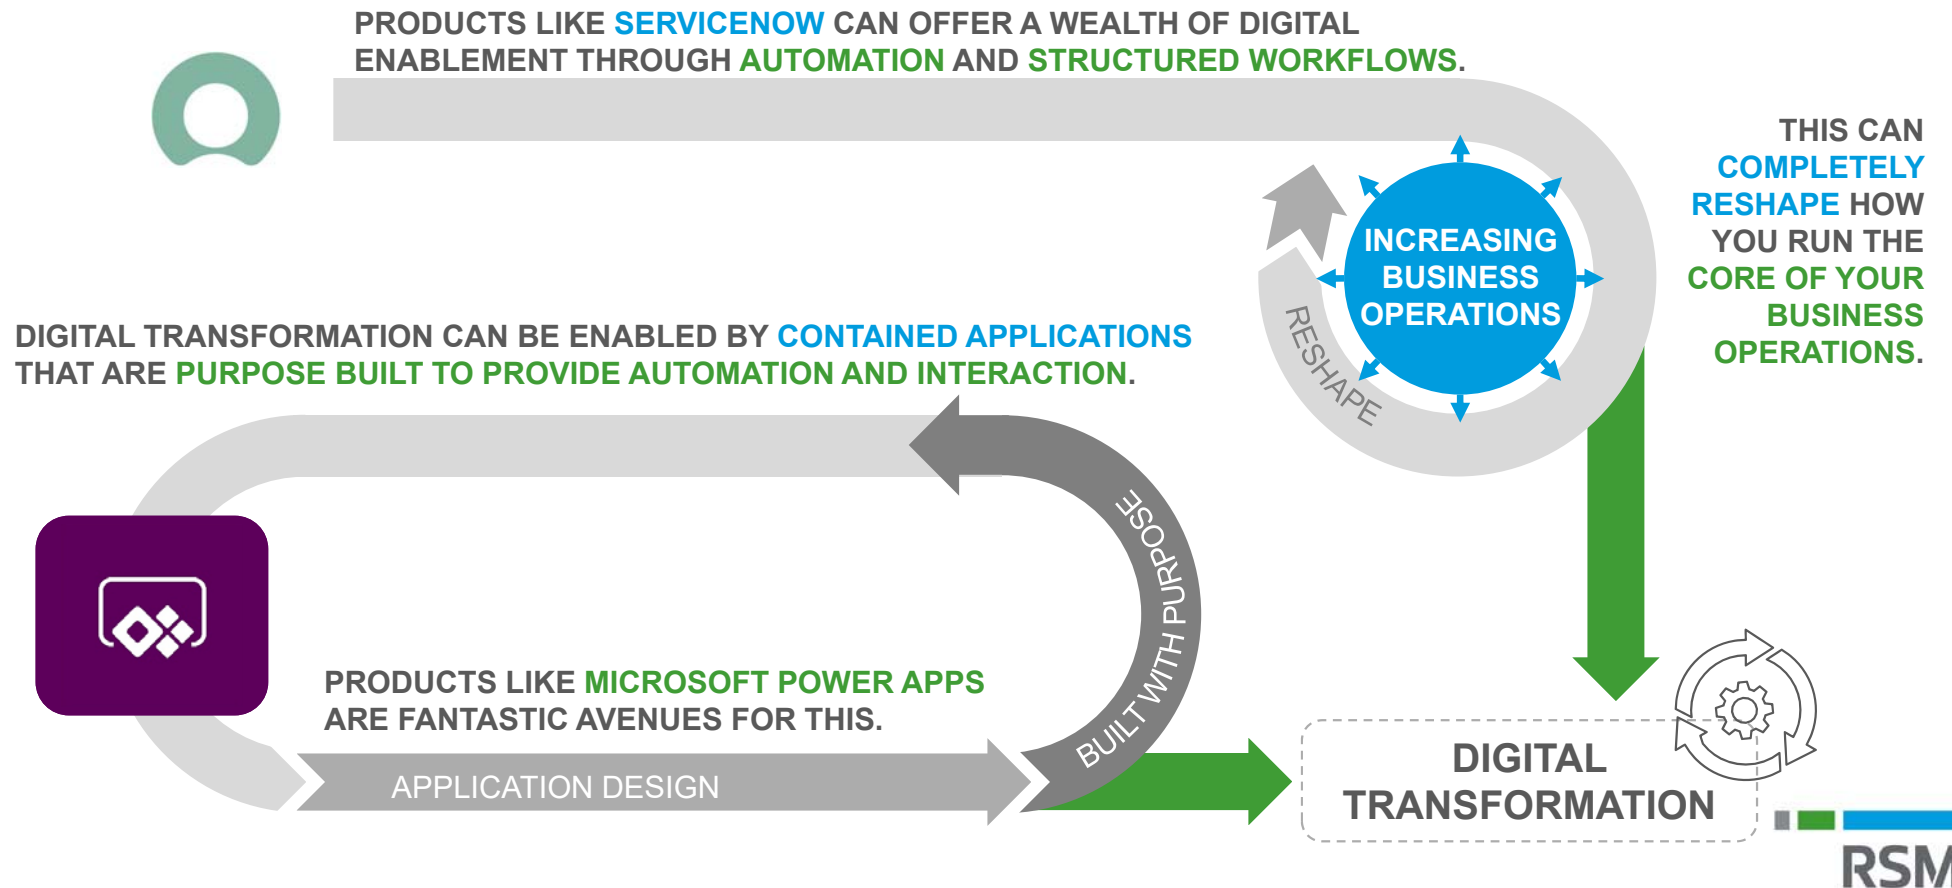 PRODUCTS LIKE SERVICENOW CAN OFFER A WEALTH OF DIGITAL
ENABLEMENT THROUGH AUTOMATION AND STRUCTURED WORKFLOWS.
THIS CAN
COMPLETELY
RESHAPE HOW
YOU RUN THE
CORE OF YOUR
BUSINESS
OPERATIONS.
INCREASING
BUSINESS
OPERATIONS
RESHAPE
DIGITAL TRANSFORMATION CAN BE ENABLED BY CONTAINED APPLICATIONS
THAT ARE PURPOSE BUILT TO PROVIDE AUTOMATION AND INTERACTION.
BUILT WITH PURPOSE
PRODUCTS LIKE MICROSOFT POWER APPS
ARE FANTASTIC AVENUES FOR THIS.
APPLICATION DESIGN
DIGITAL
TRANSFORMATION
RSM